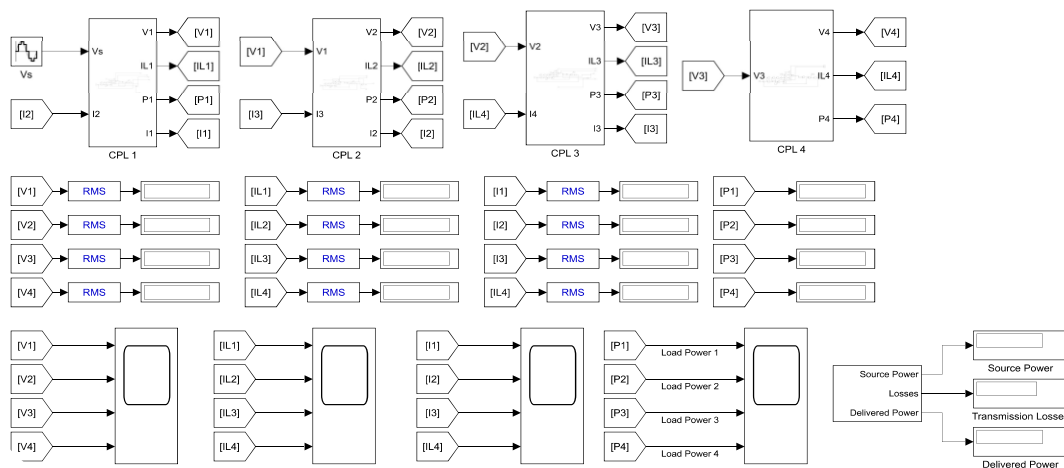 Vs
[I2]
Vs
I2
V1
IL1
P1
I1
[V1]
[IL1]
[P1]
[I1]
CPL 1
[V1]
[I3]
V1
I3
V2
IL2
P2
I2
[V2]
[IL2]
[P2]
[I2]
CPL 2
[V2]
[IL4]
V2
I4
V3
IL3
P3
I3
[V3]
[IL3]
[P3]
[I3]
CPL 3
[V3]
V3
V4
IL4
P4
[V4]
[IL4]
[P4]
CPL 4
[V1] RMS [IL1] RMS [I1] RMS [P1]
[V2] RMS [IL2] RMS [I2] RMS [P2]
[V3] RMS [IL3] RMS [I3] RMS [P3]
[V4] RMS [IL4] RMS [IL4] RMS [P4]
[V1]
[V2]
[V3]
[V4]
[IL1]
[IL2]
[IL3]
[IL4]
[I1]
[I2]
[I3]
[IL4]
[P1] Load Power 1
[P2] Load Power 2
[P3] Load Power 3
[P4] Load Power 4
Source Power
Losses
Delivered Power
Source Power
Transmission Losse
Delivered Power